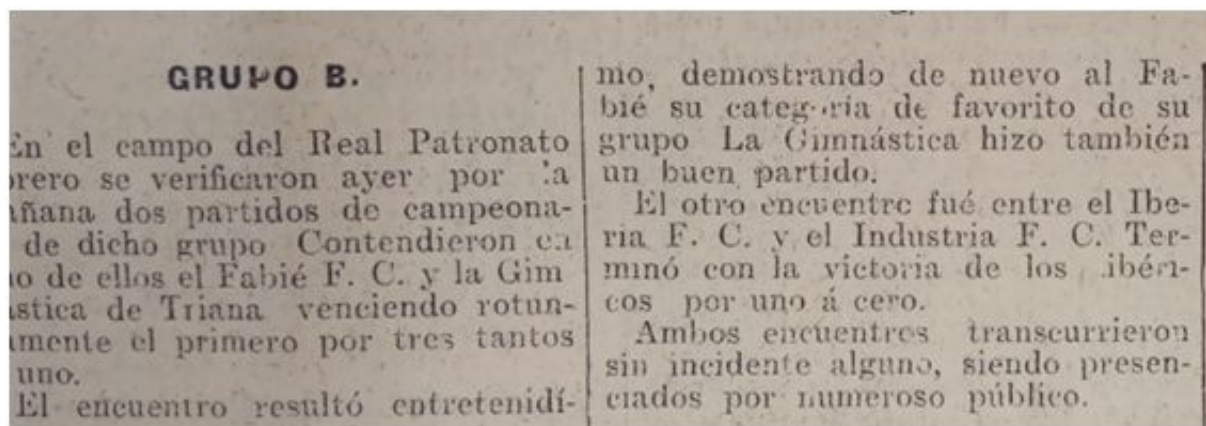 GRUPO B.
En el campo del Real Patronato
rero se verificaron ayer por la
ñana dos partidos de campeona-
de dicho grupo Contendieron en
o de ellos el Fabié F. C. y la Gim
stica de Triana venciendo rotun-
mente el primero por tres tantos
uno.
El encuentro resultó entretenidí-
mo, demostrando de nuevo al Fa-
bié su categoría de favorito de su
grupo La Gimnástica hizo también
un buen partido.
El otro encuentro fué entre el Ibe-
ria F. C. y el Industria F. C. Ter-
minó con la victoria de los ibéri-
cos por uno á cero.
Ambos encuentros transcurrieron
sin incidente alguno, siendo presen-
ciados por numeroso público.